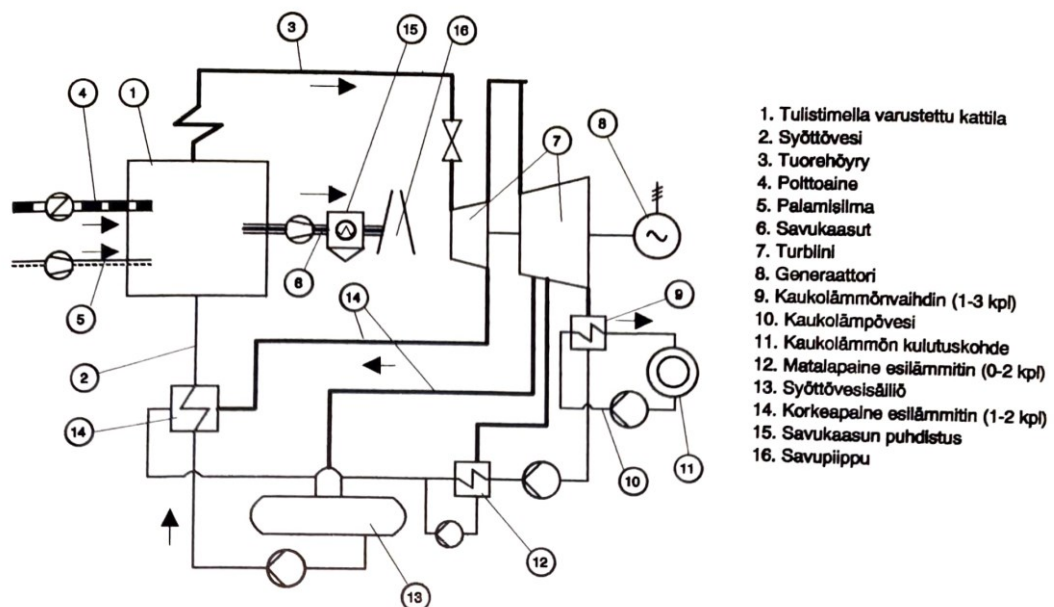 3
15
16
4
1
7
8
6
5
14
9
2
14
10
11
12
13
1. Tulistimella varustettu kattila
2. Syöttövesi
3. Tuorehöyry
4. Polttoaine
5. Palamisilma
6. Savukaasut
7. Turbiini
8. Generaattori
9. Kaukolämmönvaihdin (1-3 kpl)
10. Kaukolämpövesi
11. Kaukolämmön kulutuskohde
12. Matalapaine esilämmitin (0-2 kpl)
13. Syöttövesisäiliö
14. Korkeapaine esilämmitin (1-2 kpl)
15. Savukaasun puhdistus
16. Savupiippu